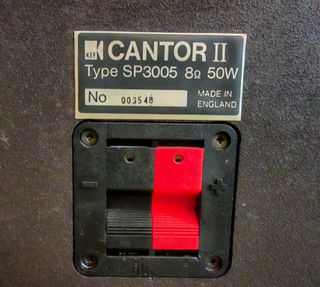 KEF CANTOR II
Type SP3005 8Ω 50W
No 003548 MADE IN
ENGLAND
- +